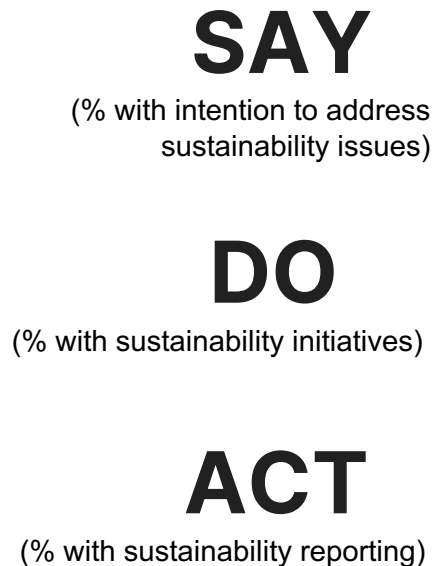 SAY
(% with intention to address
sustainability issues)
DO
(% with sustainability initiatives)
ACT
(% with sustainability reporting)